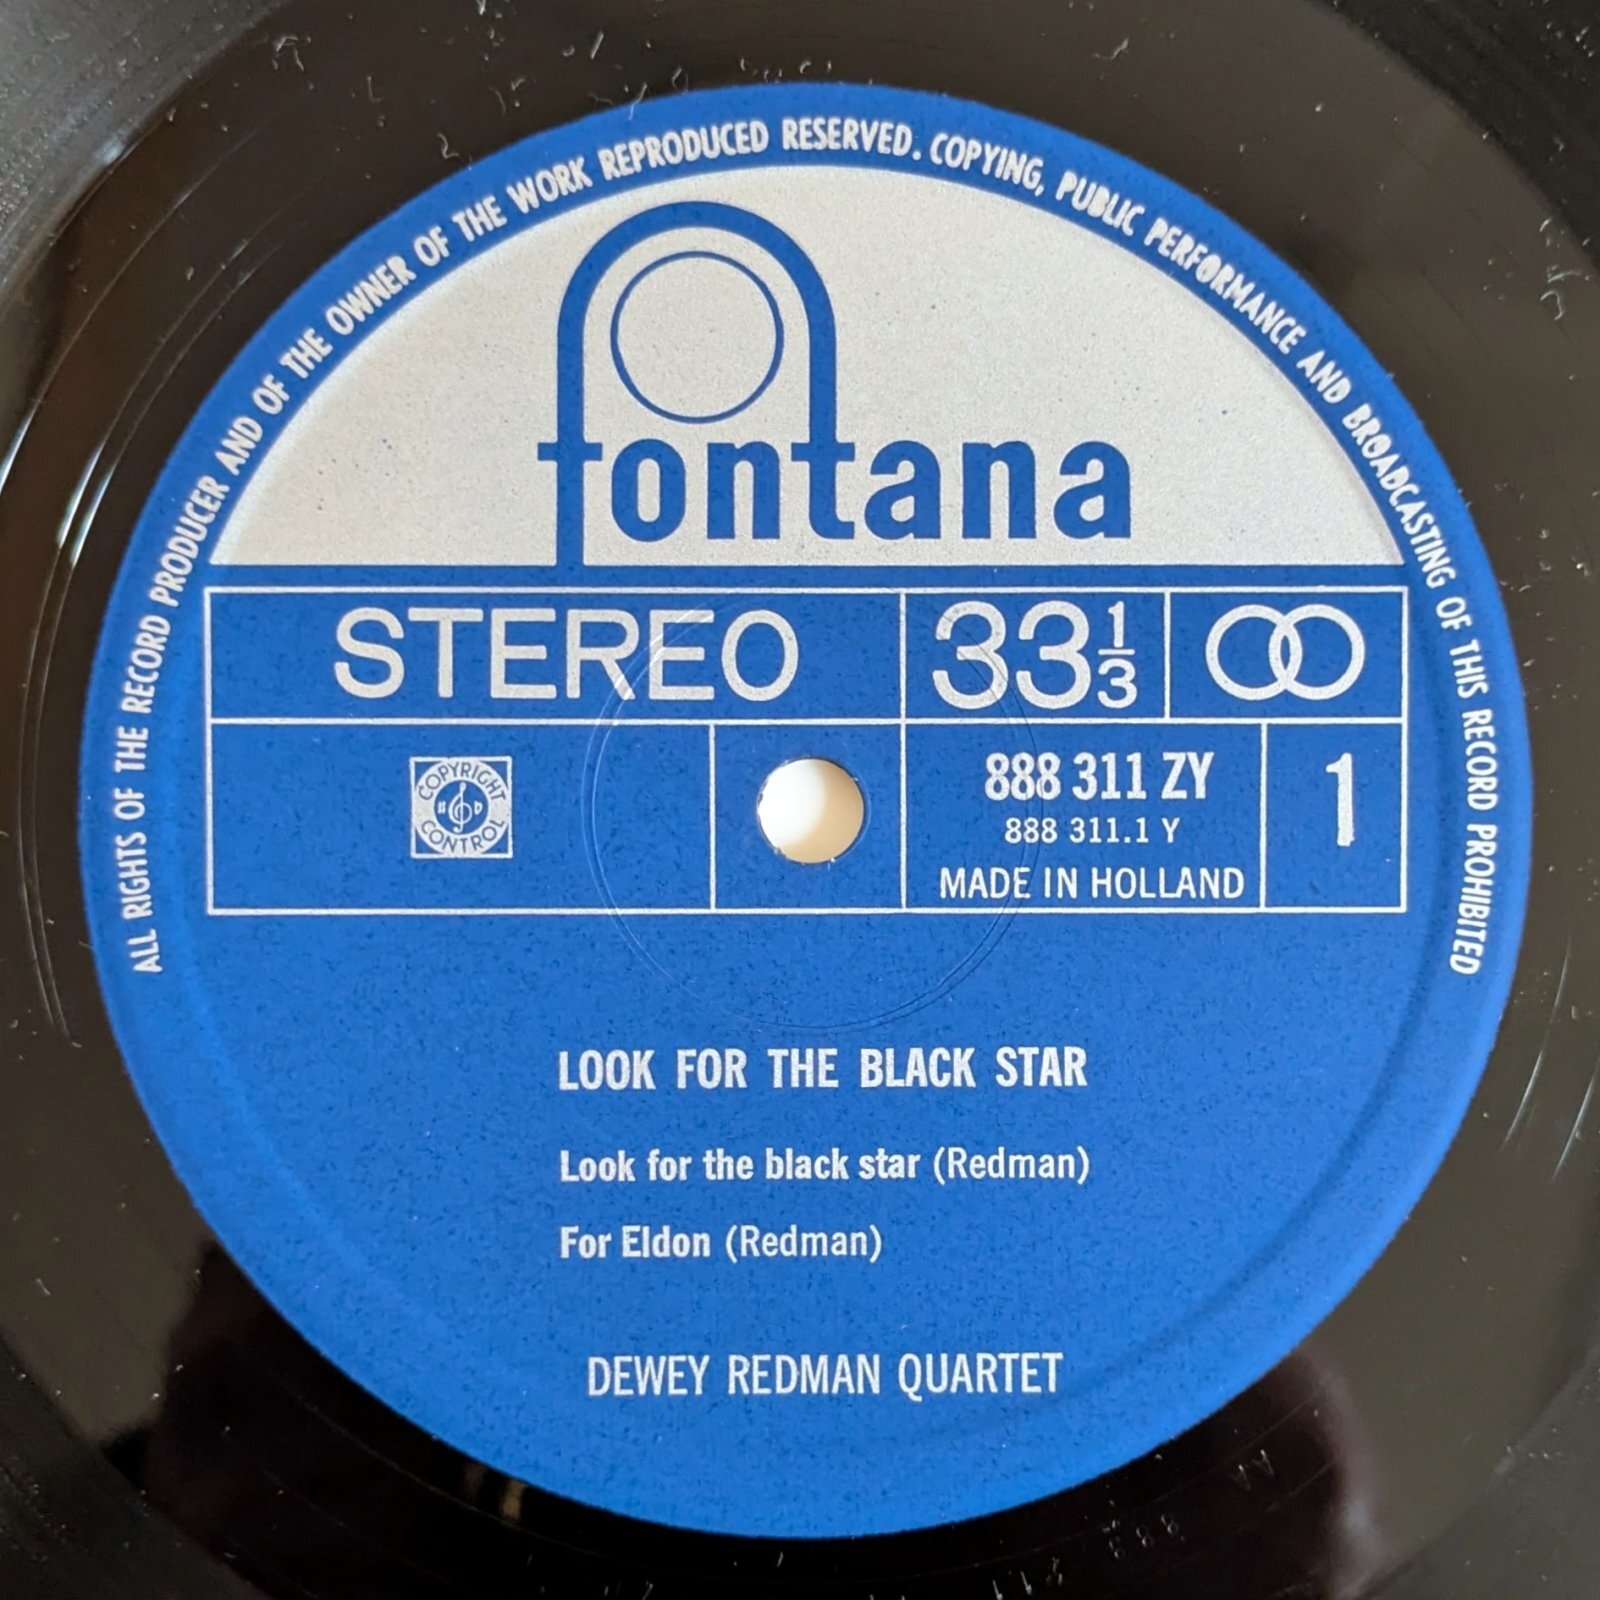 ALL RIGHTS OF THE RECORD PRODUCER AND OF THE OWNER OF THE WORK REPRODUCED RESERVED. COPYING, PUBLIC PERFORMANCE AND BROADCASTING OF THIS RECORD PROHIBITED
fontana
STEREO 33 1/3
COPYRIGHT
CONTROL
888 311 ZY 1
888 311.1 Y
MADE IN HOLLAND
LOOK FOR THE BLACK STAR
Look for the black star (Redman)
For Eldon (Redman)
DEWEY REDMAN QUARTET